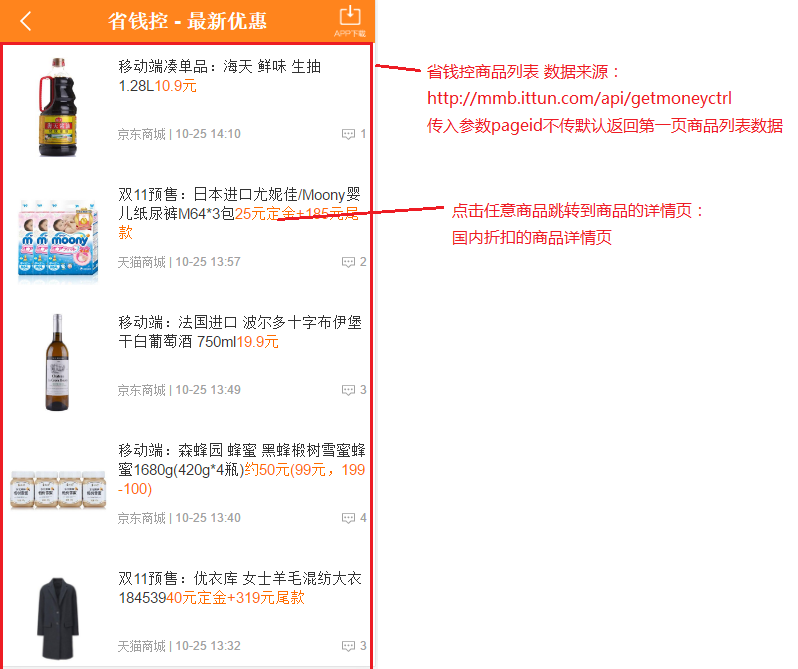 省钱控 - 最新优惠
APP下载
移动端凑单品：海天 鲜味 生抽
1.28L10.9元
京东商城 | 10-25 14:10
1
双11预售：日本进口尤妮佳/Moony婴
儿纸尿裤M64*3包25元定金+185元尾
款
天猫商城 | 10-25 13:57
2
移动端：法国进口 波尔多十字布伊堡
干白葡萄酒 750ml19.9元
京东商城 | 10-25 13:49
3
移动端：森蜂园 蜂蜜 黑蜂椴树雪蜜蜂
蜜1680g(420g*4瓶)约50元(99元，199
-100)
京东商城 | 10-25 13:40
4
双11预售：优衣库 女士羊毛混纺大衣
18453940元定金+319元尾款
天猫商城 | 10-25 13:32
3
省钱控商品列表 数据来源：
http://mmb.ittun.com/api/getmoneyctrl
传入参数pageid不传默认返回第一页商品列表数据
点击任意商品跳转到商品的详情页：
国内折扣的商品详情页
moony